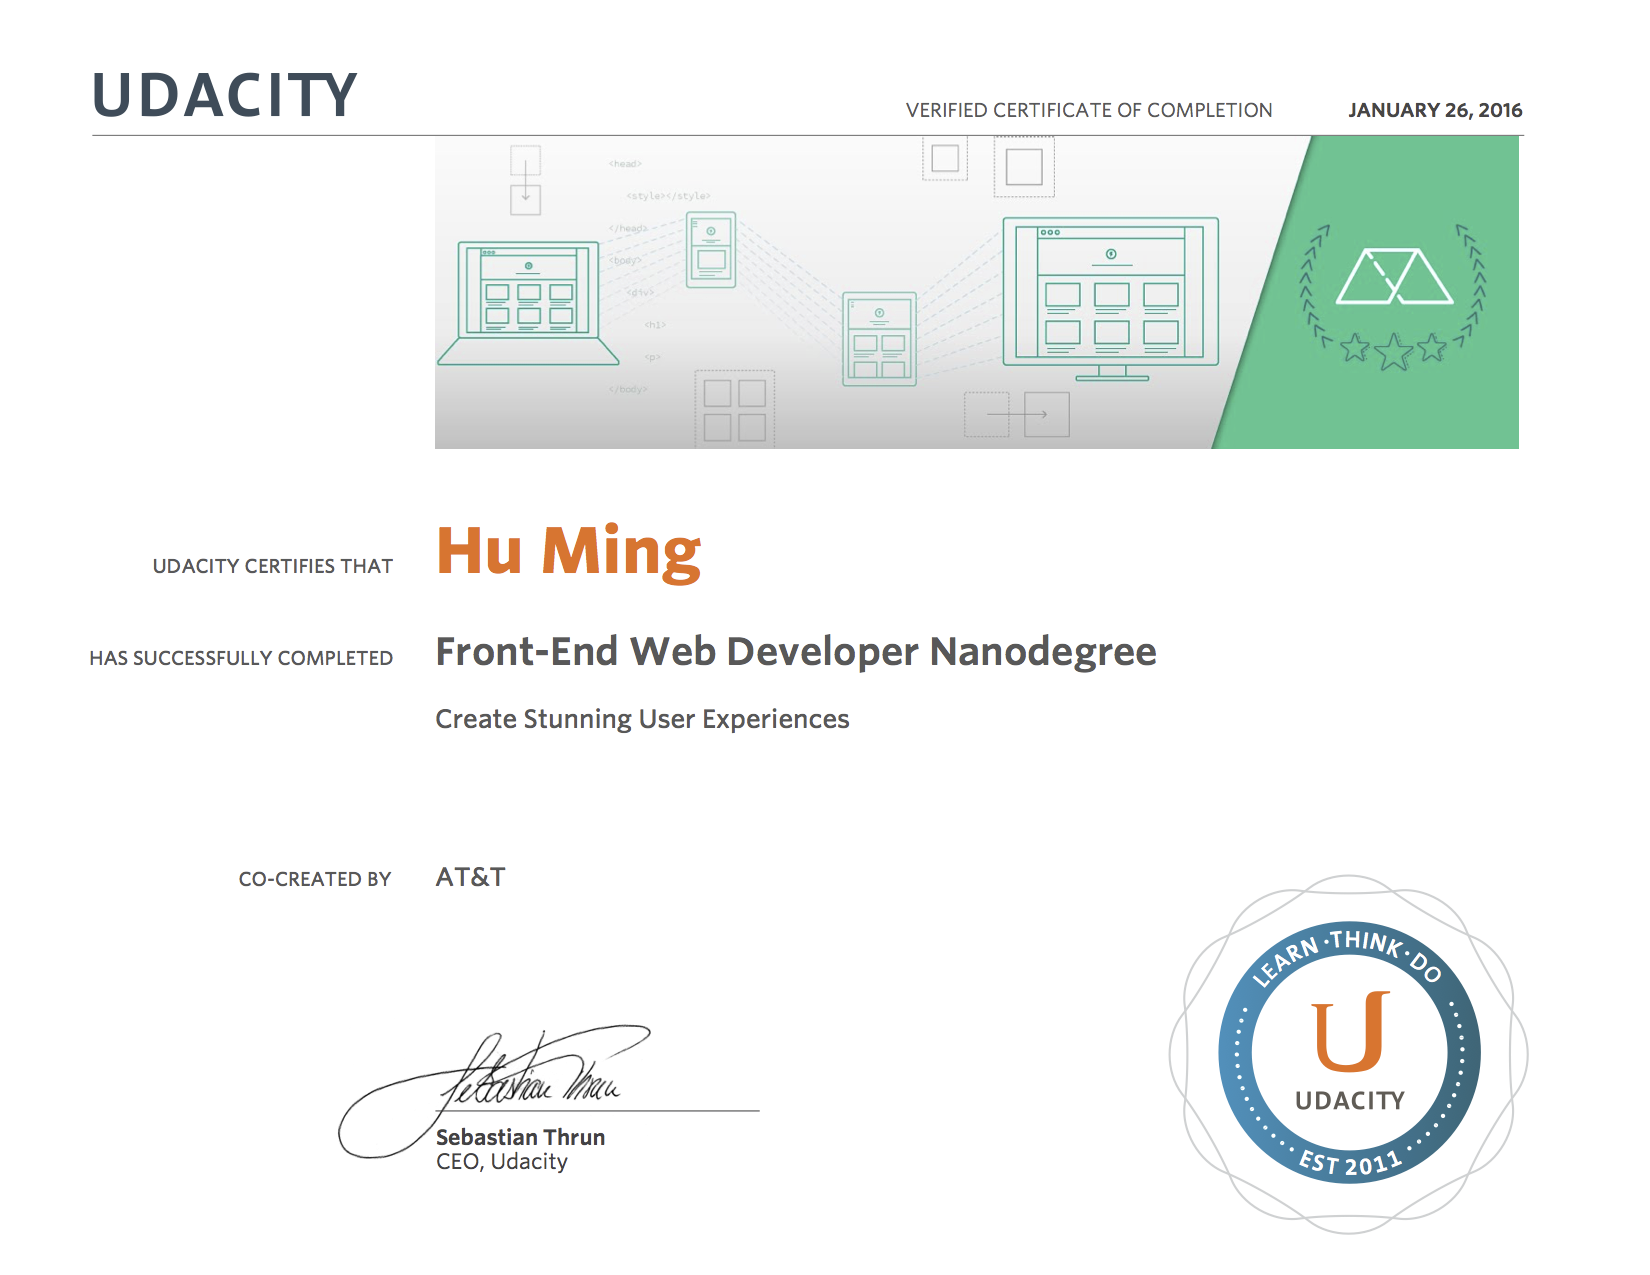 UDACITY
VERIFIED CERTIFICATE OF COMPLETION JANUARY 26, 2016
<head>
<style></style>
</head>
<body>
<div>
<h1>
<p>
</body>
UDACITY CERTIFIES THAT Hu Ming
HAS SUCCESSFULLY COMPLETED Front-End Web Developer Nanodegree
Create Stunning User Experiences
CO-CREATED BY AT&T
Sebastian Thrun
Sebastian Thrun
CEO, Udacity
LEARN · THINK · DO
U
UDACITY
EST 2011